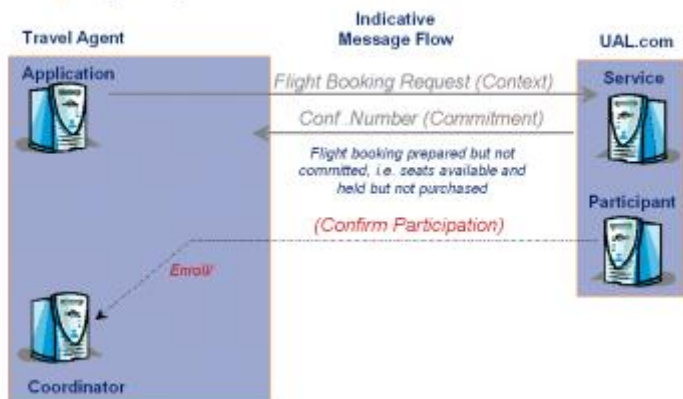 Indicative
Message Flow
Travel Agent
UAL.com
Application
Service
Flight Booking Request (Context)
Conf .Number (Commitment)
Flight booking prepared but not
committed, i.e. seats available and
held but not purchased
Participant
(Confirm Participation)
Enroll/
Coordinator